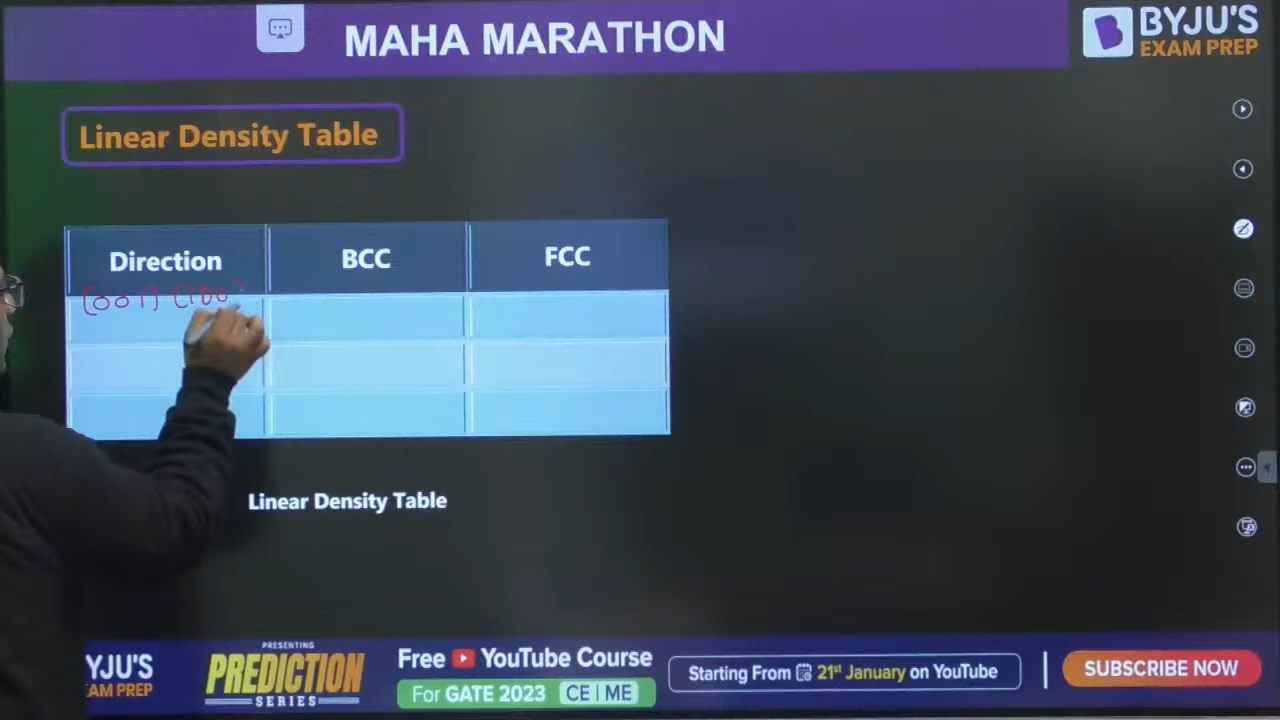 MAHA MARATHON
BYJU'S
EXAM PREP
Linear Density Table
Direction BCC FCC
[001] [100]
Linear Density Table
YJU'S
AM PREP
PRESENTING
PREDICTION
SERIES
Free YouTube Course
For GATE 2023 CE | ME
Starting From 21st January on YouTube
SUBSCRIBE NOW